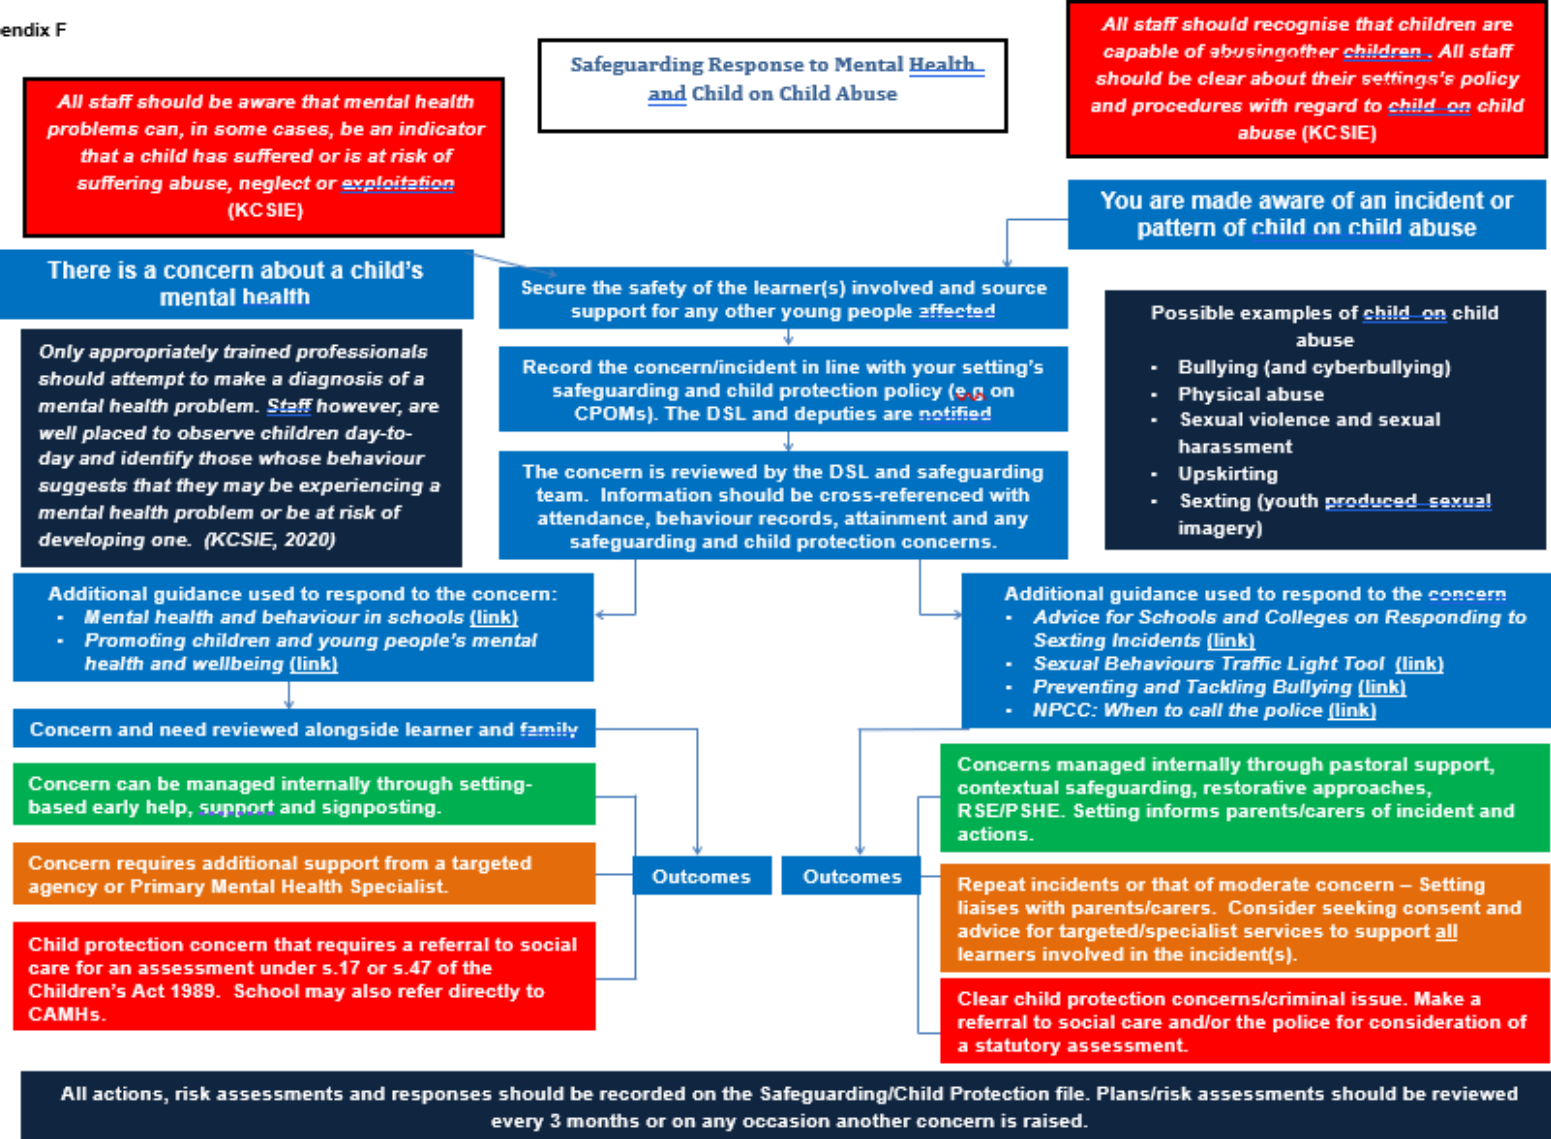 endix F
Safeguarding Response to Mental Health
and Child on Child Abuse
All staff should recognise that children are
capable of abusingother children. All staff
should be clear about their settings's policy
and procedures with regard to child on child
abuse (KCSIE)
All staff should be aware that mental health
problems can, in some cases, be an indicator
that a child has suffered or is at risk of
suffering abuse, neglect or exploitation
(KCSIE)
You are made aware of an incident or
pattern of child on child abuse
There is a concern about a child's
mental health
Secure the safety of the learner(s) involved and source
support for any other young people affected
Record the concern/incident in line with your setting's
safeguarding and child protection policy (e.g. on
CPOMs). The DSL and deputies are notified
The concern is reviewed by the DSL and safeguarding
team. Information should be cross-referenced with
attendance, behaviour records, attainment and any
safeguarding and child protection concerns.
Only appropriately trained professionals
should attempt to make a diagnosis of a
mental health problem. Staff however, are
well placed to observe children day-to-
day and identify those whose behaviour
suggests that they may be experiencing a
mental health problem or be at risk of
developing one. (KCSIE, 2020)
Possible examples of child on child
abuse
- Bullying (and cyberbullying)
- Physical abuse
- Sexual violence and sexual
harassment
- Upskirting
- Sexting (youth produced sexual
imagery)
Additional guidance used to respond to the concern:
- Mental health and behaviour in schools (link)
- Promoting children and young people's mental
health and wellbeing (link)
Additional guidance used to respond to the concern
- Advice for Schools and Colleges on Responding to
Sexting Incidents (link)
- Sexual Behaviours Traffic Light Tool (link)
- Preventing and Tackling Bullying (link)
- NPCC: When to call the police (link)
Concern and need reviewed alongside learner and family
Concern can be managed internally through setting-
based early help, support and signposting.
Concern requires additional support from a targeted
agency or Primary Mental Health Specialist.
Child protection concern that requires a referral to social
care for an assessment under s.17 or s.47 of the
Children's Act 1989. School may also refer directly to
CAMHs.
Outcomes
Outcomes
Concerns managed internally through pastoral support,
contextual safeguarding, restorative approaches,
RSE/PSHE. Setting informs parents/carers of incident and
actions.
Repeat incidents or that of moderate concern – Setting
liaises with parents/carers. Consider seeking consent and
advice for targeted/specialist services to support all
learners involved in the incident(s).
Clear child protection concerns/criminal issue. Make a
referral to social care and/or the police for consideration of
a statutory assessment.
All actions, risk assessments and responses should be recorded on the Safeguarding/Child Protection file. Plans/risk assessments should be reviewed
every 3 months or on any occasion another concern is raised.